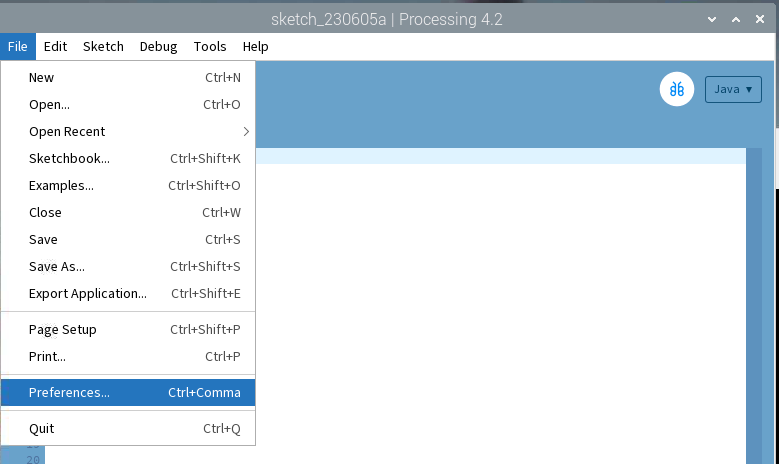 sketch_230605a | Processing 4.2
File Edit Sketch Debug Tools Help
New Ctrl+N
Open... Ctrl+O
Open Recent
Sketchbook... Ctrl+Shift+K
Examples... Ctrl+Shift+O
Close Ctrl+W
Save Ctrl+S
Save As... Ctrl+Shift+S
Export Application... Ctrl+Shift+E
Page Setup Ctrl+Shift+P
Print... Ctrl+P
Preferences... Ctrl+Comma
Quit Ctrl+Q
Java
20